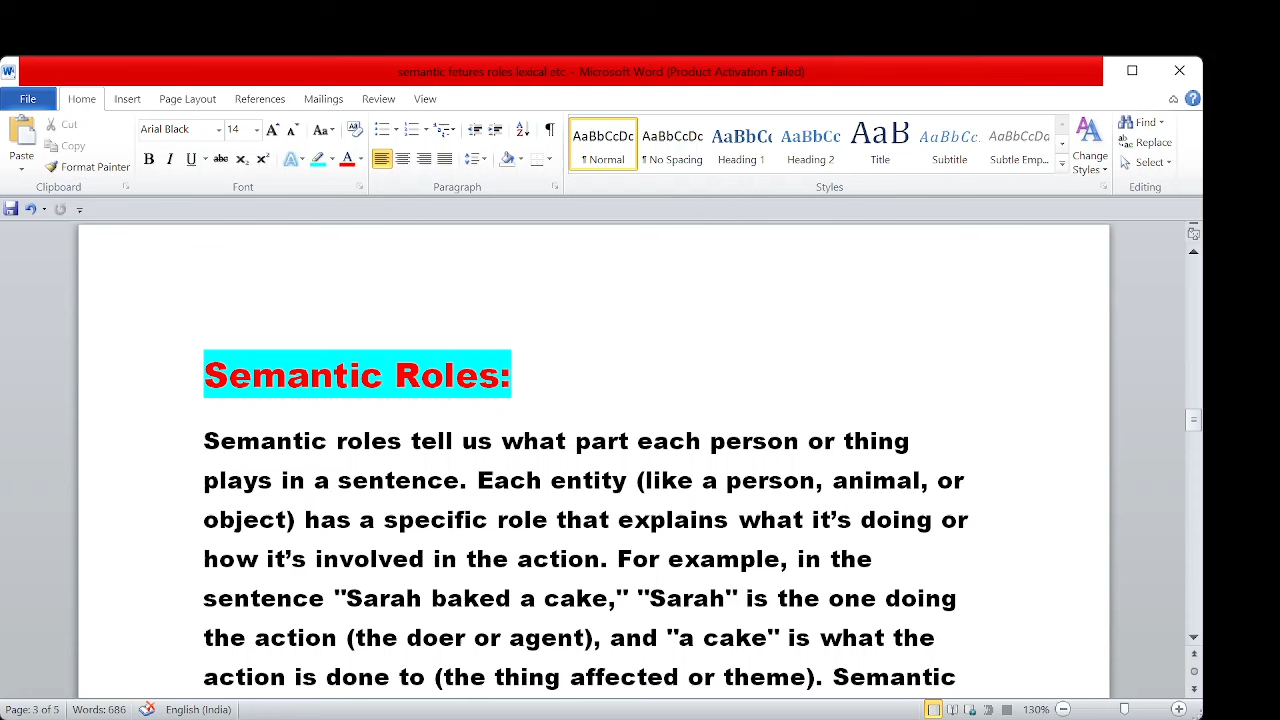 semantic fetures roles lexical etc - Microsoft Word (Product Activation Failed)
File Home Insert Page Layout References Mailings Review View
Paste
Cut
Copy
Format Painter
Clipboard
Arial Black 14
Font
Paragraph
AaBbCcDc AaBbCcDc AaBbCc AaBbCc AaB AaBbCc. AaBbCcDc
¶ Normal ¶ No Spacing Heading 1 Heading 2 Title Subtitle Subtle Emp...
Change Styles
Styles
Find
Replace
Select
Editing
Semantic Roles:
Semantic roles tell us what part each person or thing
plays in a sentence. Each entity (like a person, animal, or
object) has a specific role that explains what it’s doing or
how it’s involved in the action. For example, in the
sentence "Sarah baked a cake," "Sarah" is the one doing
the action (the doer or agent), and "a cake" is what the
action is done to (the thing affected or theme). Semantic
Page: 3 of 5 Words: 686 English (India) 130%